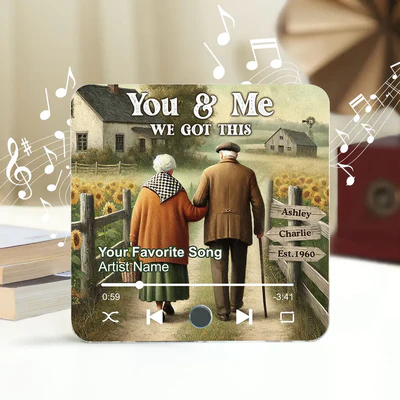 You & Me
WE GOT THIS
Ashley
Charlie
Est.1960
Your Favorite Song
Artist Name
0:59
-3:41